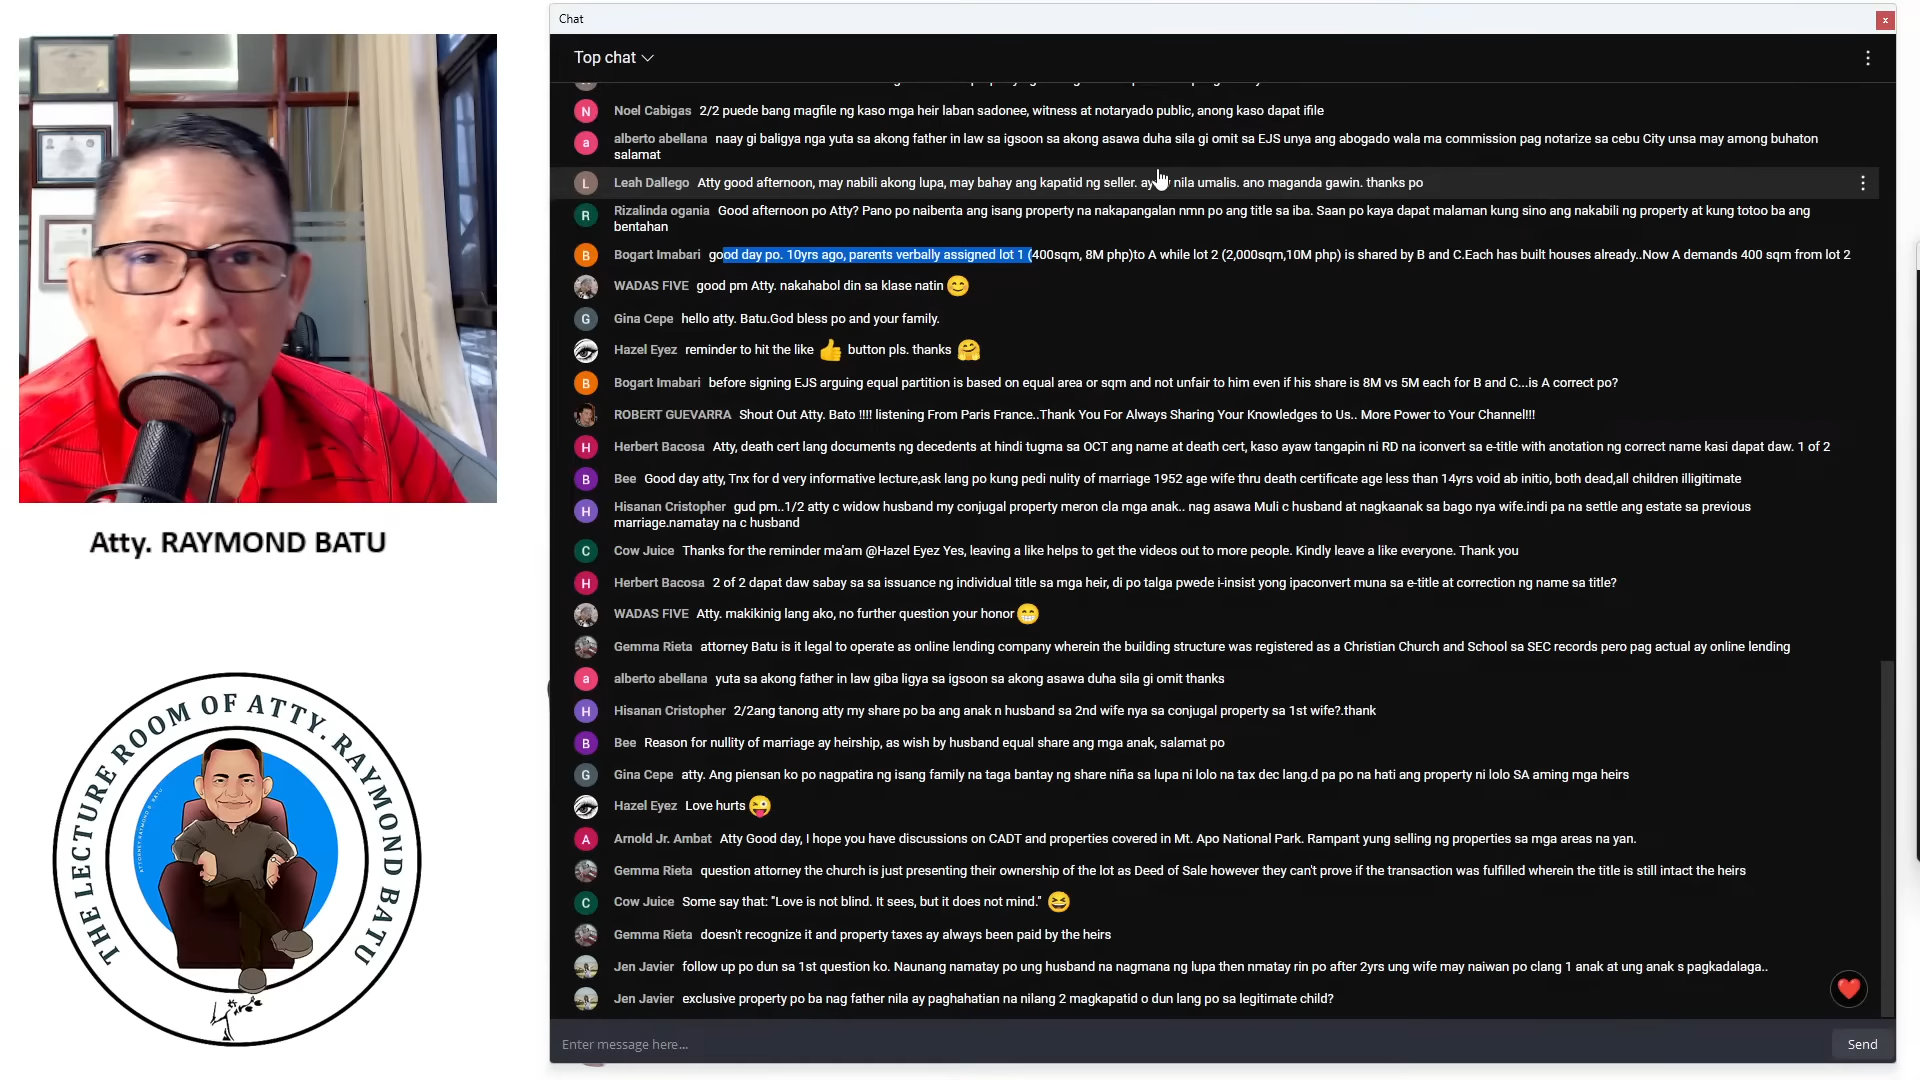 Chat
x
Top chat
Noel Cabigas 2/2 puede bang magfile ng kaso mga heir laban sadonee, witness at notaryado public, anong kaso dapat ifile
alberto abellana naay gi baligya nga yuta sa akong father in law sa igsoon sa akong asawa duha sila gi omit sa EJS unya ang abogado wala ma commission pag notarize sa cebu City unsa may among buhaton
salamat
Leah Dallego Atty good afternoon, may nabili akong lupa, may bahay ang kapatid ng seller. nila umalis. ano maganda gawin. thanks po
Rizalinda ogania Good afternoon po Atty? Pano po naibenta ang isang property na nakapangalan nmn po ang title sa iba. Saan po kaya dapat malaman kung sino ang nakabili ng property at kung totoo ba ang
bentahan
Bogart Imabari good day po. 10yrs ago, parents verbally assigned lot 1 (400sqm, 8M php)to A while lot 2 (2,000sqm,10M php) is shared by B and C.Each has built houses already..Now A demands 400 sqm from lot 2
WADAS FIVE good pm Atty. nakahabol din sa klase natin 😊
Gina Cepe hello atty. Batu.God bless po and your family.
Hazel Eyez reminder to hit the like 👍 button pls. thanks 🤗
Bogart Imabari before signing EJS arguing equal partition is based on equal area or sqm and not unfair to him even if his share is 8M vs 5M each for B and C...is A correct po?
ROBERT GUEVARRA Shout Out Atty. Bato !!!! listening From Paris France..Thank You For Always Sharing Your Knowledges to Us.. More Power to Your Channel!!!
Herbert Bacosa Atty, death cert lang documents ng decedents at hindi tugma sa OCT ang name at death cert, kaso ayaw tangapin ni RD na iconvert sa e-title with anotation ng correct name kasi dapat daw. 1 of 2
Bee Good day atty, Tnx for d very informative lecture,ask lang po kung pedi nulity of marriage 1952 age wife thru death certificate age less than 14yrs void ab initio, both dead,all children illigitimate
Hisanan Cristopher gud pm..1/2 atty c widow husband my conjugal property meron cla mga anak.. nag asawa Muli c husband at nagkaanak sa bago nya wife.indi pa na settle ang estate sa previous
marriage.namatay na c husband
Cow Juice Thanks for the reminder ma'am @Hazel Eyez Yes, leaving a like helps to get the videos out to more people. Kindly leave a like everyone. Thank you
Herbert Bacosa 2 of 2 dapat daw sabay sa sa issuance ng individual title sa mga heir, di po talga pwede i-insist yong ipaconvert muna sa e-title at correction ng name sa title?
WADAS FIVE Atty. makikinig lang ako, no further question your honor 😁
Gemma Rieta attorney Batu is it legal to operate as online lending company wherein the building structure was registered as a Christian Church and School sa SEC records pero pag actual ay online lending
alberto abellana yuta sa akong father in law giba ligya sa igsoon sa akong asawa duha sila gi omit thanks
Hisanan Cristopher 2/2ang tanong atty my share po ba ang anak n husband sa 2nd wife nya sa conjugal property sa 1st wife?.thank
Bee Reason for nullity of marriage ay heirship, as wish by husband equal share ang mga anak, salamat po
Gina Cepe atty. Ang piensan ko po nagpatira ng isang family na taga bantay ng share niña sa lupa ni lolo na tax dec lang.d pa po na hati ang property ni lolo SA aming mga heirs
Hazel Eyez Love hurts 😜
Arnold Jr. Ambat Atty Good day, I hope you have discussions on CADT and properties covered in Mt. Apo National Park. Rampant yung selling ng properties sa mga areas na yan.
Gemma Rieta question attorney the church is just presenting their ownership of the lot as Deed of Sale however they can't prove if the transaction was fulfilled wherein the title is still intact the heirs
Cow Juice Some say that: "Love is not blind. It sees, but it does not mind." 😆
Gemma Rieta doesn't recognize it and property taxes ay always been paid by the heirs
Jen Javier follow up po dun sa 1st question ko. Naunang namatay po ung husband na nagmana ng lupa then nmatay rin po after 2yrs ung wife may naiwan po clang 1 anak at ung anak s pagkadalaga..
Jen Javier exclusive property po ba nag father nila ay paghahatian na nilang 2 magkapatid o dun lang po sa legitimate child?
Enter message here...
Send
Atty. RAYMOND BATU
THE LECTURE ROOM OF ATTY. RAYMOND BATU